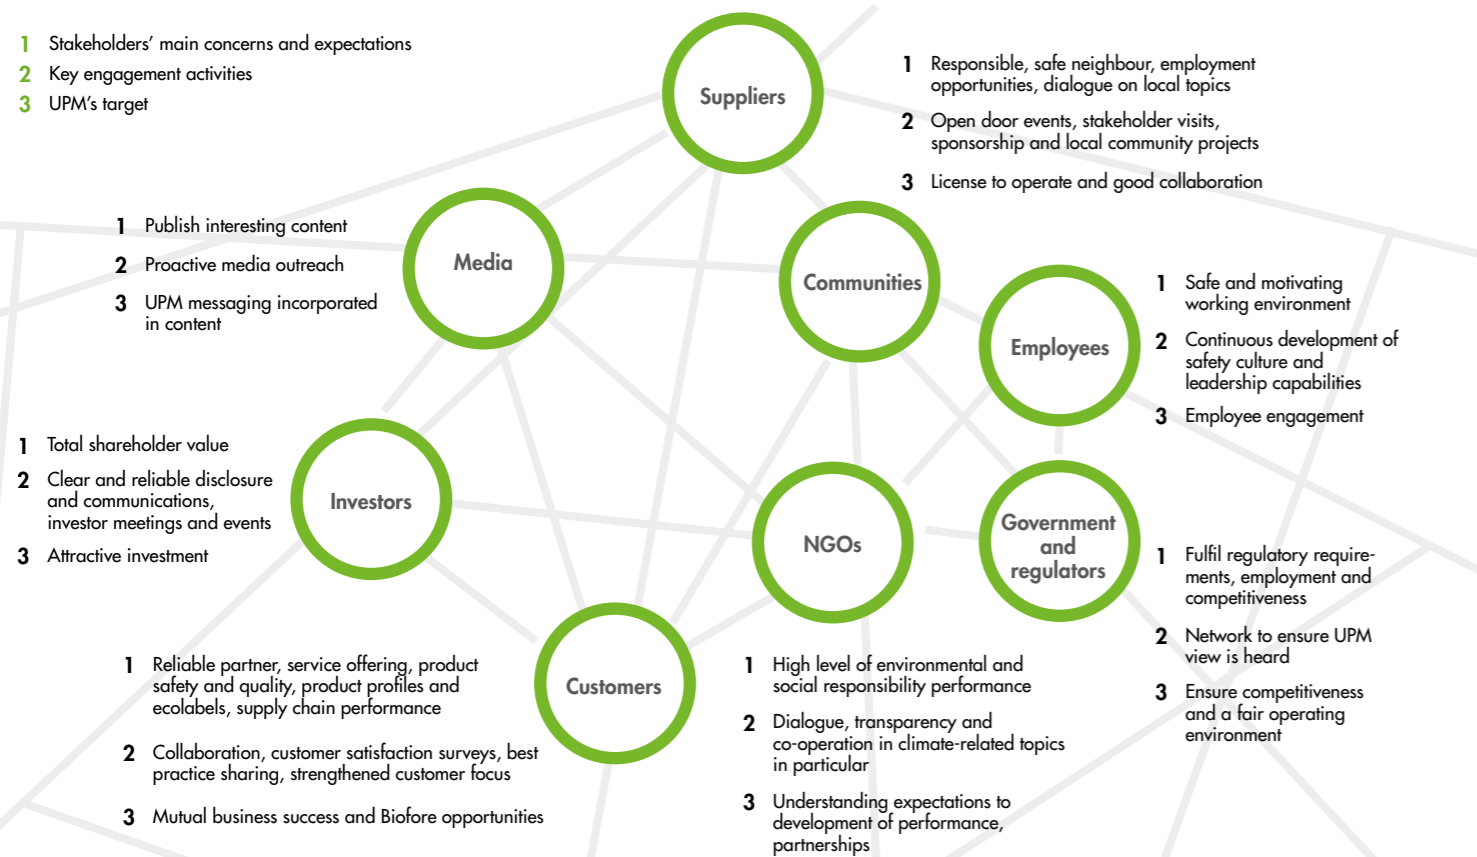 1 Stakeholders’ main concerns and expectations
2 Key engagement activities
3 UPM’s target
Suppliers
1 Responsible, safe neighbour, employment
opportunities, dialogue on local topics
2 Open door events, stakeholder visits,
sponsorship and local community projects
3 License to operate and good collaboration
1 Publish interesting content
2 Proactive media outreach
3 UPM messaging incorporated
in content
Media
Communities
Employees
1 Safe and motivating
working environment
2 Continuous development of
safety culture and
leadership capabilities
3 Employee engagement
1 Total shareholder value
2 Clear and reliable disclosure
and communications,
investor meetings and events
3 Attractive investment
Investors
NGOs
Government
and
regulators
1 Fulfil regulatory require-
ments, employment and
competitiveness
2 Network to ensure UPM
view is heard
3 Ensure competitiveness
and a fair operating
environment
1 Reliable partner, service offering, product
safety and quality, product profiles and
ecolabels, supply chain performance
2 Collaboration, customer satisfaction surveys, best
practice sharing, strengthened customer focus
3 Mutual business success and Biofore opportunities
Customers
1 High level of environmental and
social responsibility performance
2 Dialogue, transparency and
co-operation in climate-related topics
in particular
3 Understanding expectations to
development of performance,
partnerships